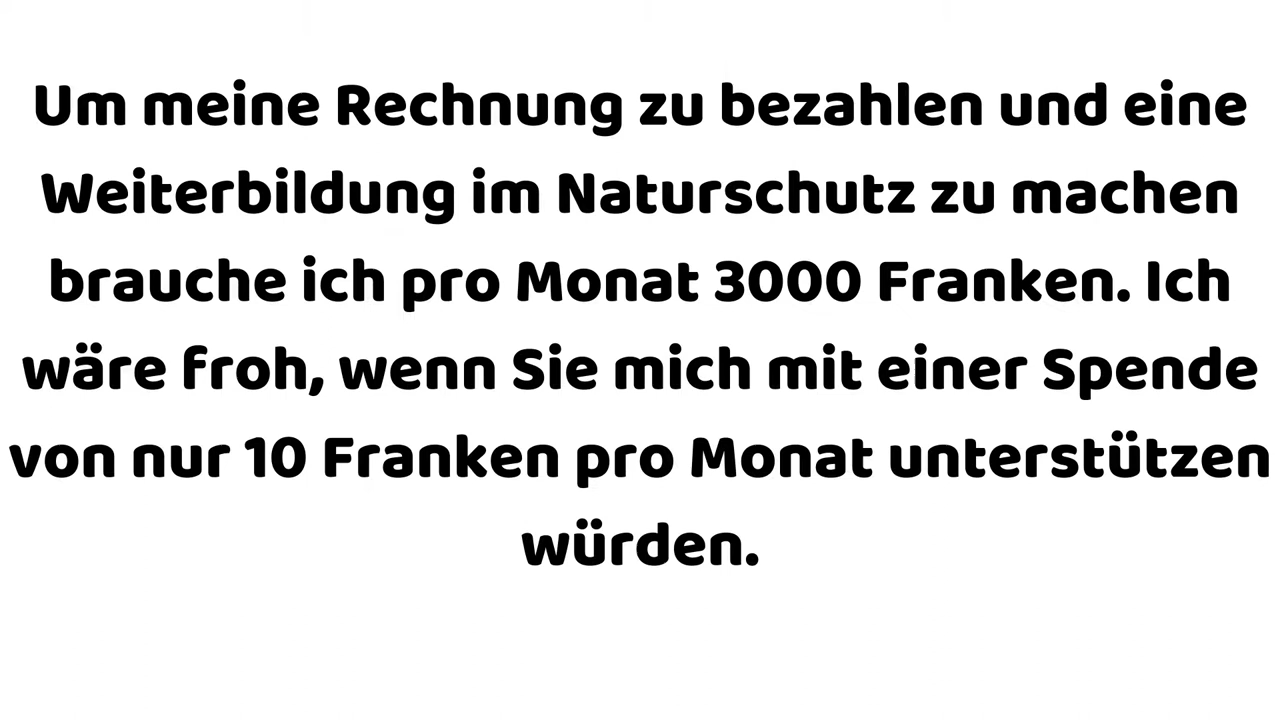 Um meine Rechnung zu bezahlen und eine
Weiterbildung im Naturschutz zu machen
brauche ich pro Monat 3000 Franken. Ich
wäre froh, wenn Sie mich mit einer Spende
von nur 10 Franken pro Monat unterstützen
würden.